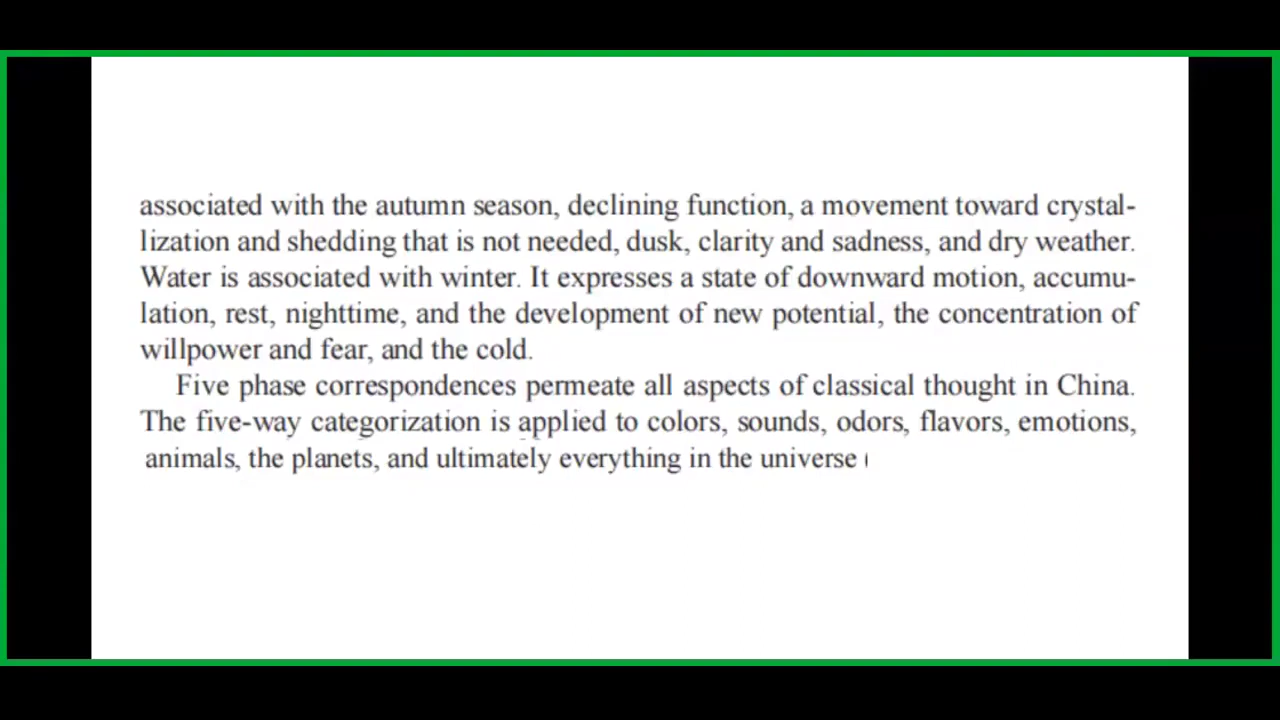 associated with the autumn season, declining function, a movement toward crystal-
lization and shedding that is not needed, dusk, clarity and sadness, and dry weather.
Water is associated with winter. It expresses a state of downward motion, accumu-
lation, rest, nighttime, and the development of new potential, the concentration of
willpower and fear, and the cold.
Five phase correspondences permeate all aspects of classical thought in China.
The five-way categorization is applied to colors, sounds, odors, flavors, emotions,
animals, the planets, and ultimately everything in the universe